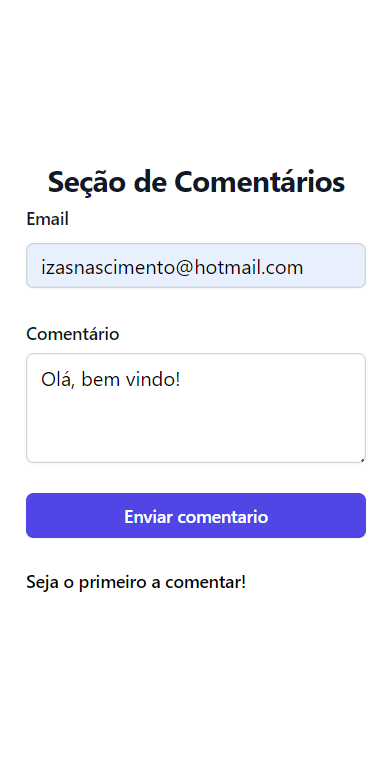 Seção de Comentários
Email
izasnascimento@hotmail.com
Comentário
Olá, bem vindo!
Enviar comentario
Seja o primeiro a comentar!